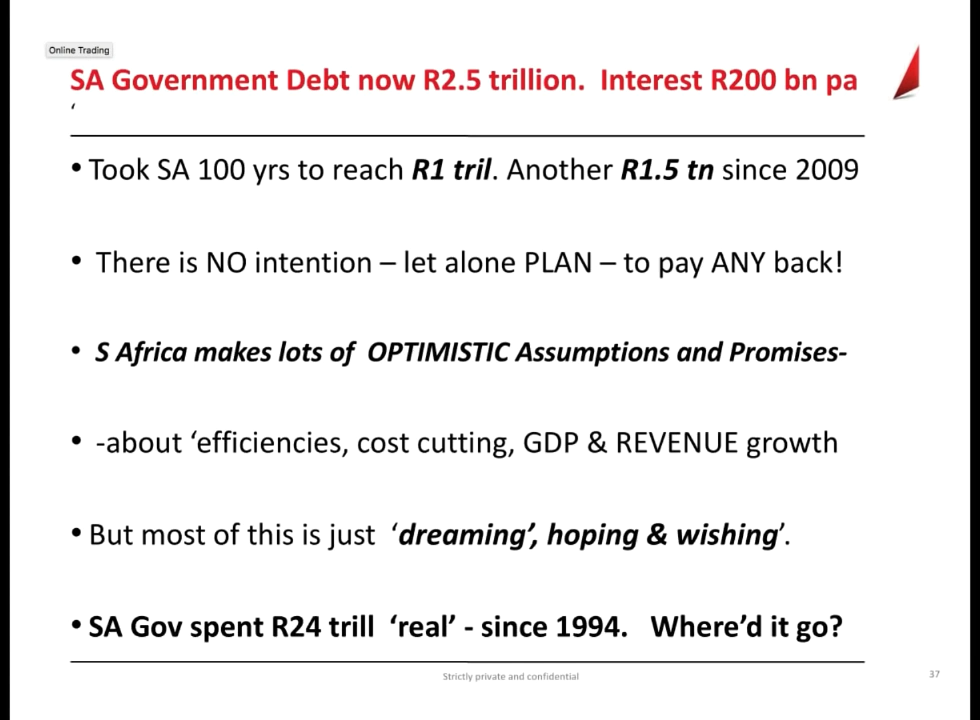 Online Trading
SA Government Debt now R2.5 trillion.  Interest R200 bn pa
‘
• Took SA 100 yrs to reach R1 tril. Another R1.5 tn since 2009
• There is NO intention – let alone PLAN – to pay ANY back!
• S Africa makes lots of OPTIMISTIC Assumptions and Promises-
• -about ‘efficiencies, cost cutting, GDP & REVENUE growth
• But most of this is just ‘dreaming’, hoping & wishing’.
• SA Gov spent R24 trill ‘real’ - since 1994.  Where’d it go?
Strictly private and confidential
37